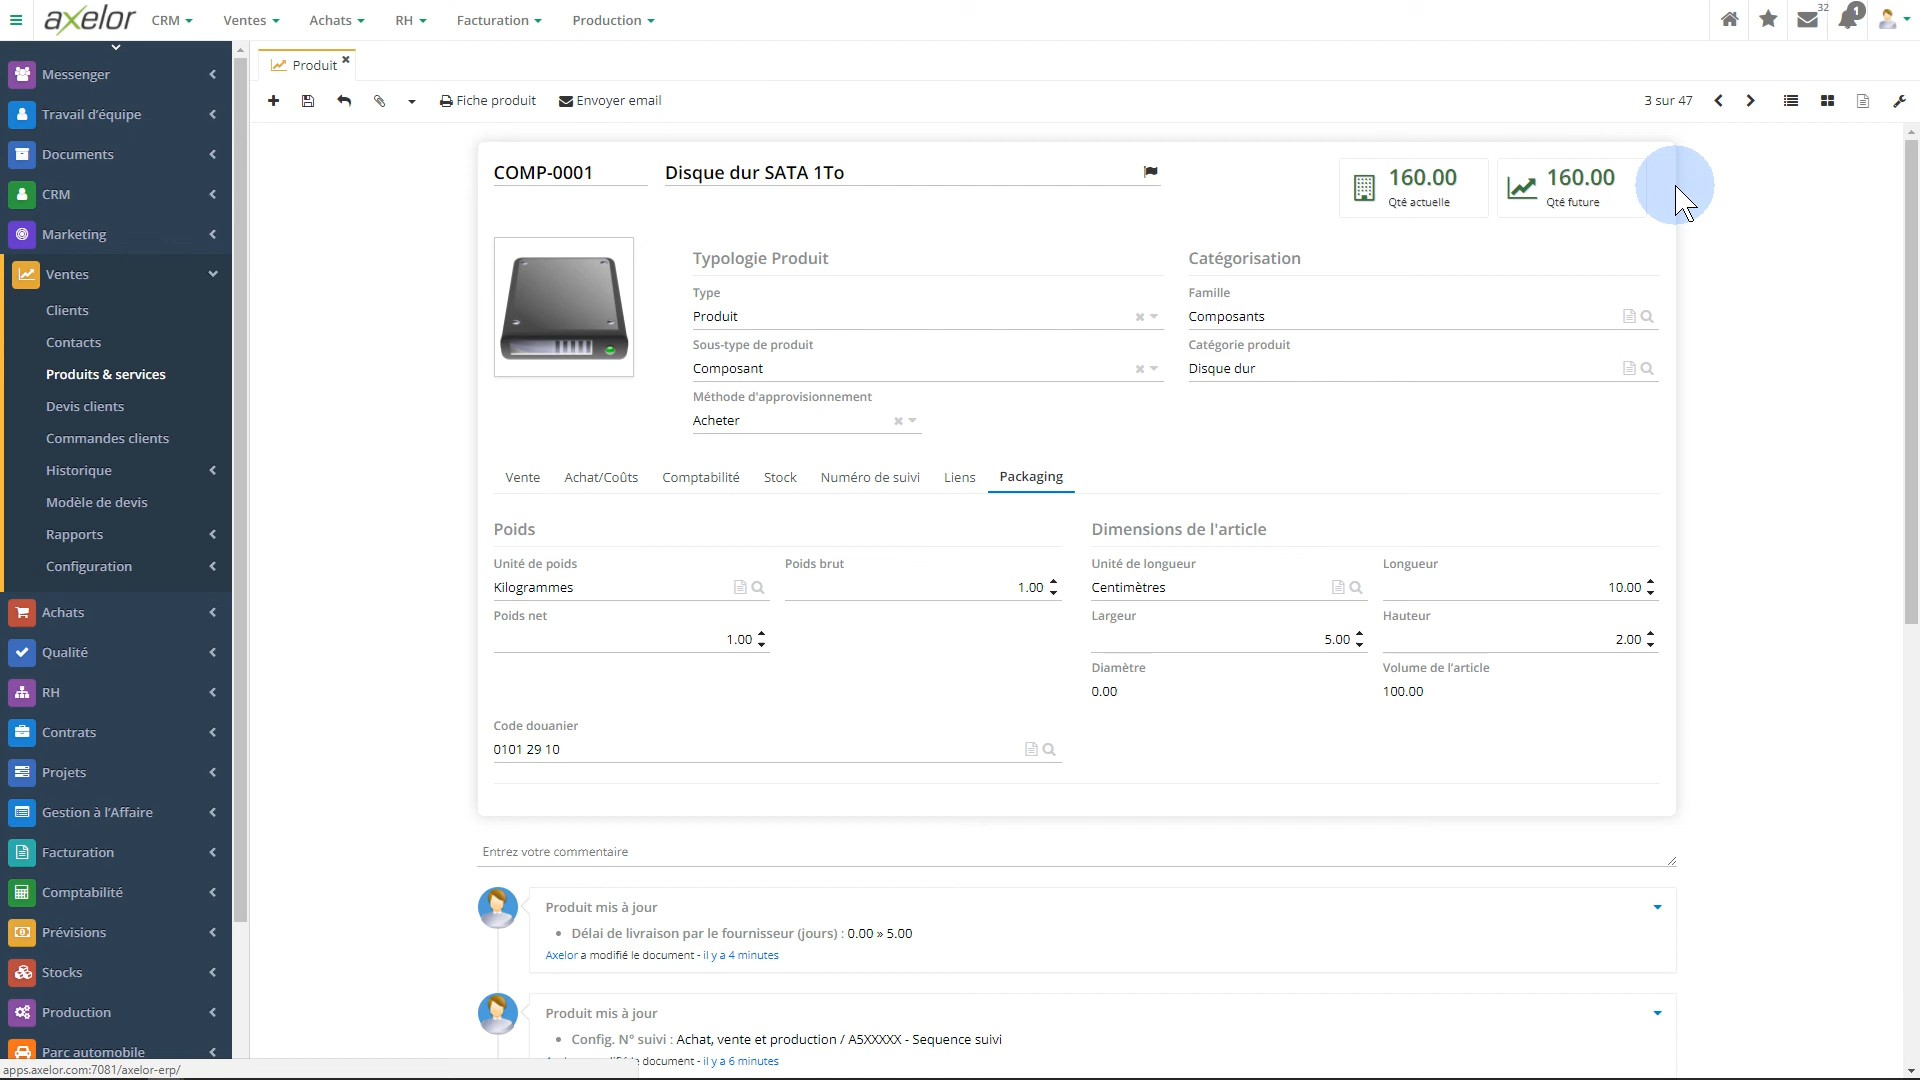 axelor CRM Ventes Achats RH Facturation Production 32 1
Messenger
Travail d'équipe
Documents
CRM
Marketing
Ventes
Clients
Contacts
Produits & services
Devis clients
Commandes clients
Historique
Modèle de devis
Rapports
Configuration
Achats
Qualité
RH
Contrats
Projets
Gestion à l'Affaire
Facturation
Comptabilité
Prévisions
Stocks
Production
Parc automobile
apps.axelor.com:7081/axelor-erp/
Produit
Fiche produit Envoyer email 3 sur 47
COMP-0001 Disque dur SATA 1To
160.00 160.00
Qté actuelle Qté future
Typologie Produit Catégorisation
Type Famille
Produit Composants
Sous-type de produit Catégorie produit
Composant Disque dur
Méthode d'approvisionnement
Acheter
Vente Achat/Coûts Comptabilité Stock Numéro de suivi Liens Packaging
Poids Dimensions de l'article
Unité de poids Poids brut Unité de longueur Longueur
Kilogrammes 1.00 Centimètres 10.00
Poids net Largeur Hauteur
1.00 5.00 2.00
Diamètre Volume de l'article
0.00 100.00
Code douanier
0101 29 10
Entrez votre commentaire
Produit mis à jour
• Délai de livraison par le fournisseur (jours) : 0.00 » 5.00
Axelor a modifié le document - il y a 4 minutes
Produit mis à jour
• Config. N° suivi : Achat, vente et production / A5XXXXX - Sequence suivi
document - il y a 6 minutes